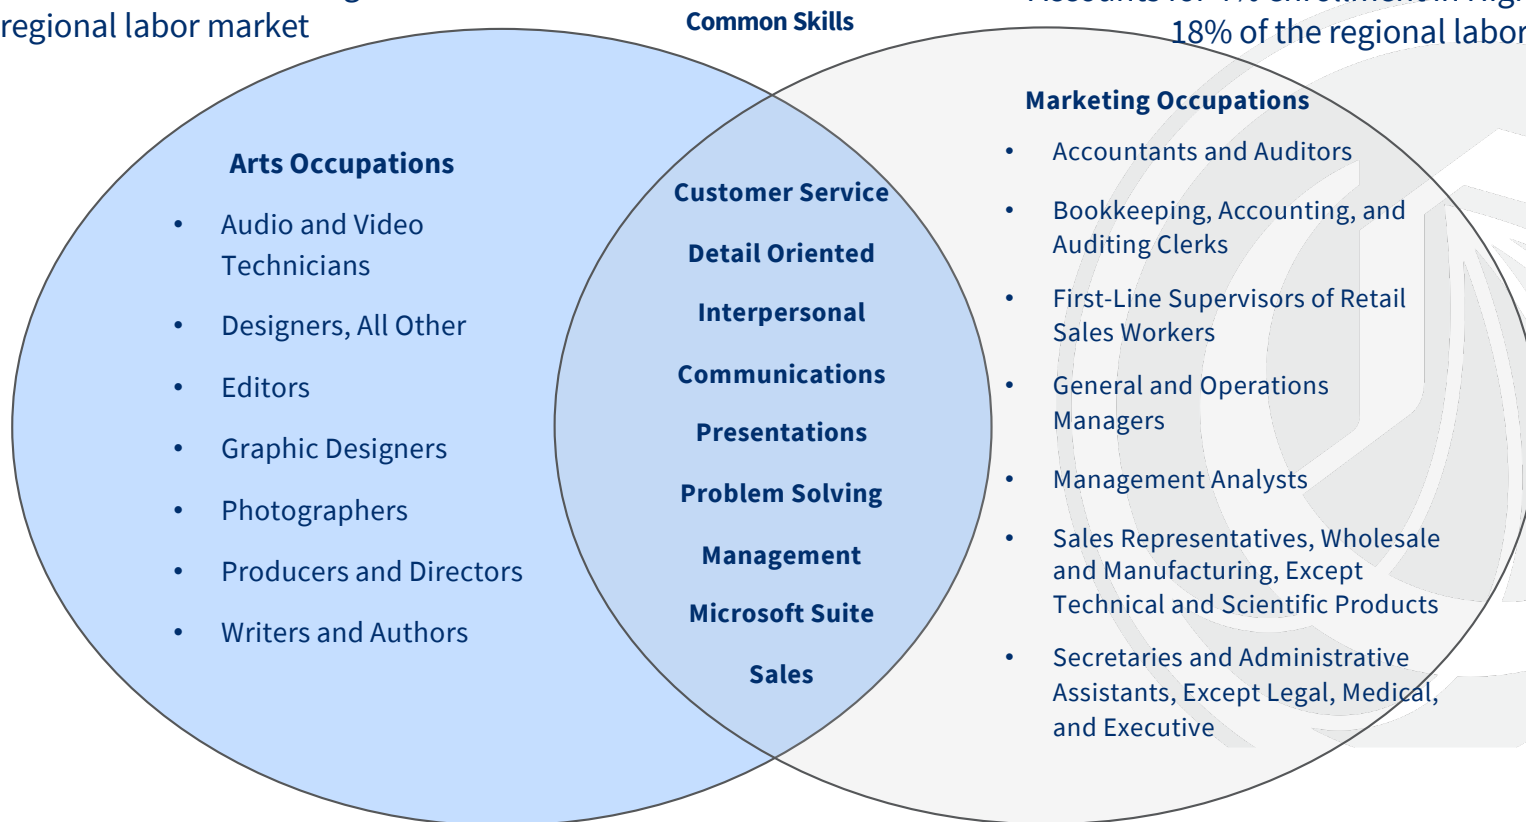 regional labor market
Common Skills
18% of the regional labor
Arts Occupations
• Audio and Video
Technicians
• Designers, All Other
• Editors
• Graphic Designers
• Photographers
• Producers and Directors
• Writers and Authors
Customer Service
Detail Oriented
Interpersonal
Communications
Presentations
Problem Solving
Management
Microsoft Suite
Sales
Marketing Occupations
• Accountants and Auditors
• Bookkeeping, Accounting, and
Auditing Clerks
• First-Line Supervisors of Retail
Sales Workers
• General and Operations
Managers
• Management Analysts
• Sales Representatives, Wholesale
and Manufacturing, Except
Technical and Scientific Products
• Secretaries and Administrative
Assistants, Except Legal, Medical,
and Executive